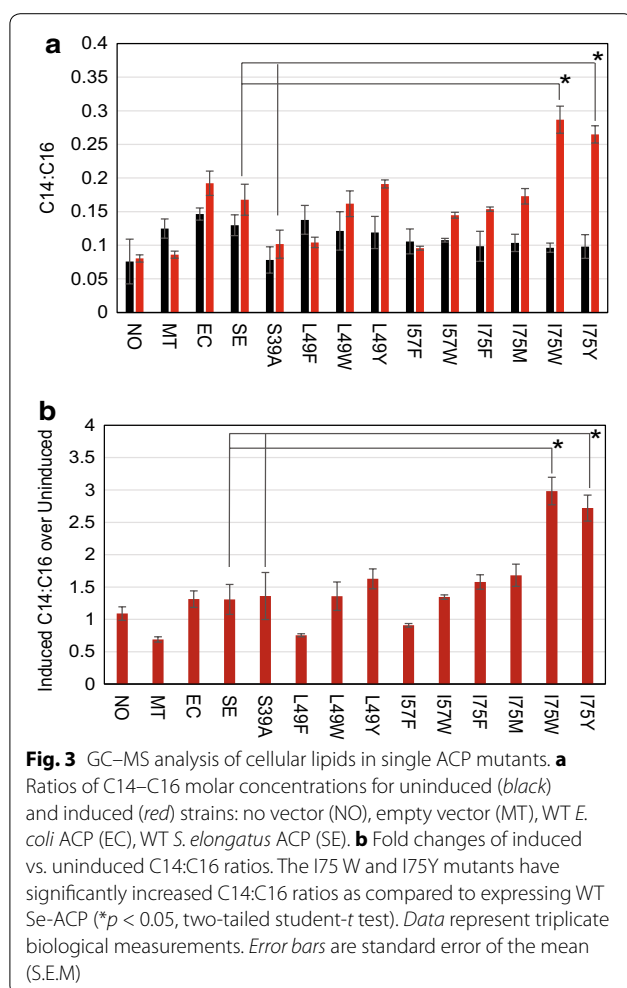 a
0.4
0.35
0.3
0.25
0.2
0.15
0.1
0.05
0
C14:C16
*
*
NO
MT
EC
SE
S39A
L49F
L49W
L49Y
I57F
I57W
I75F
I75M
I75W
I75Y
b
4
3.5
3
2.5
2
1.5
1
0.5
0
Induced C14:C16 over Uninduced
*
*
NO
MT
EC
SE
S39A
L49F
L49W
L49Y
I57F
I57W
I75F
I75M
I75W
I75Y
Fig. 3 GC–MS analysis of cellular lipids in single ACP mutants. a
Ratios of C14–C16 molar concentrations for uninduced (black)
and induced (red) strains: no vector (NO), empty vector (MT), WT E.
coli ACP (EC), WT S. elongatus ACP (SE). b Fold changes of induced
vs. uninduced C14:C16 ratios. The I75 W and I75Y mutants have
significantly increased C14:C16 ratios as compared to expressing WT
Se-ACP (*p < 0.05, two-tailed student-t test). Data represent triplicate
biological measurements. Error bars are standard error of the mean
(S.E.M)